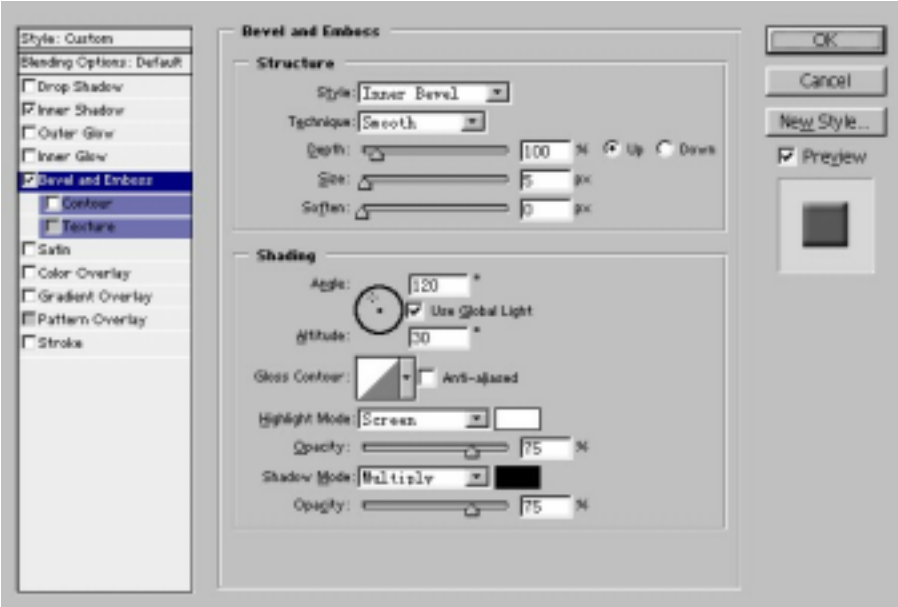 Style: Custom
Blending Options: Default
Drop Shadow
Inner Shadow
Outer Glow
Inner Glow
Bevel and Emboss
Contour
Texture
Satin
Color Overlay
Gradient Overlay
Pattern Overlay
Stroke
Bevel and Emboss
Structure
Style: Inner Bevel
Technique: Smooth
Depth: 100 % Up Down
Size: 5 px
Soften: 0 px
Shading
Angle: 120 °
Use Global Light
Altitude: 30 °
Gloss Contour: Anti-aliased
Highlight Mode: Screen
Opacity: 75 %
Shadow Mode: Multiply
Opacity: 75 %
OK
Cancel
New Style...
Preview